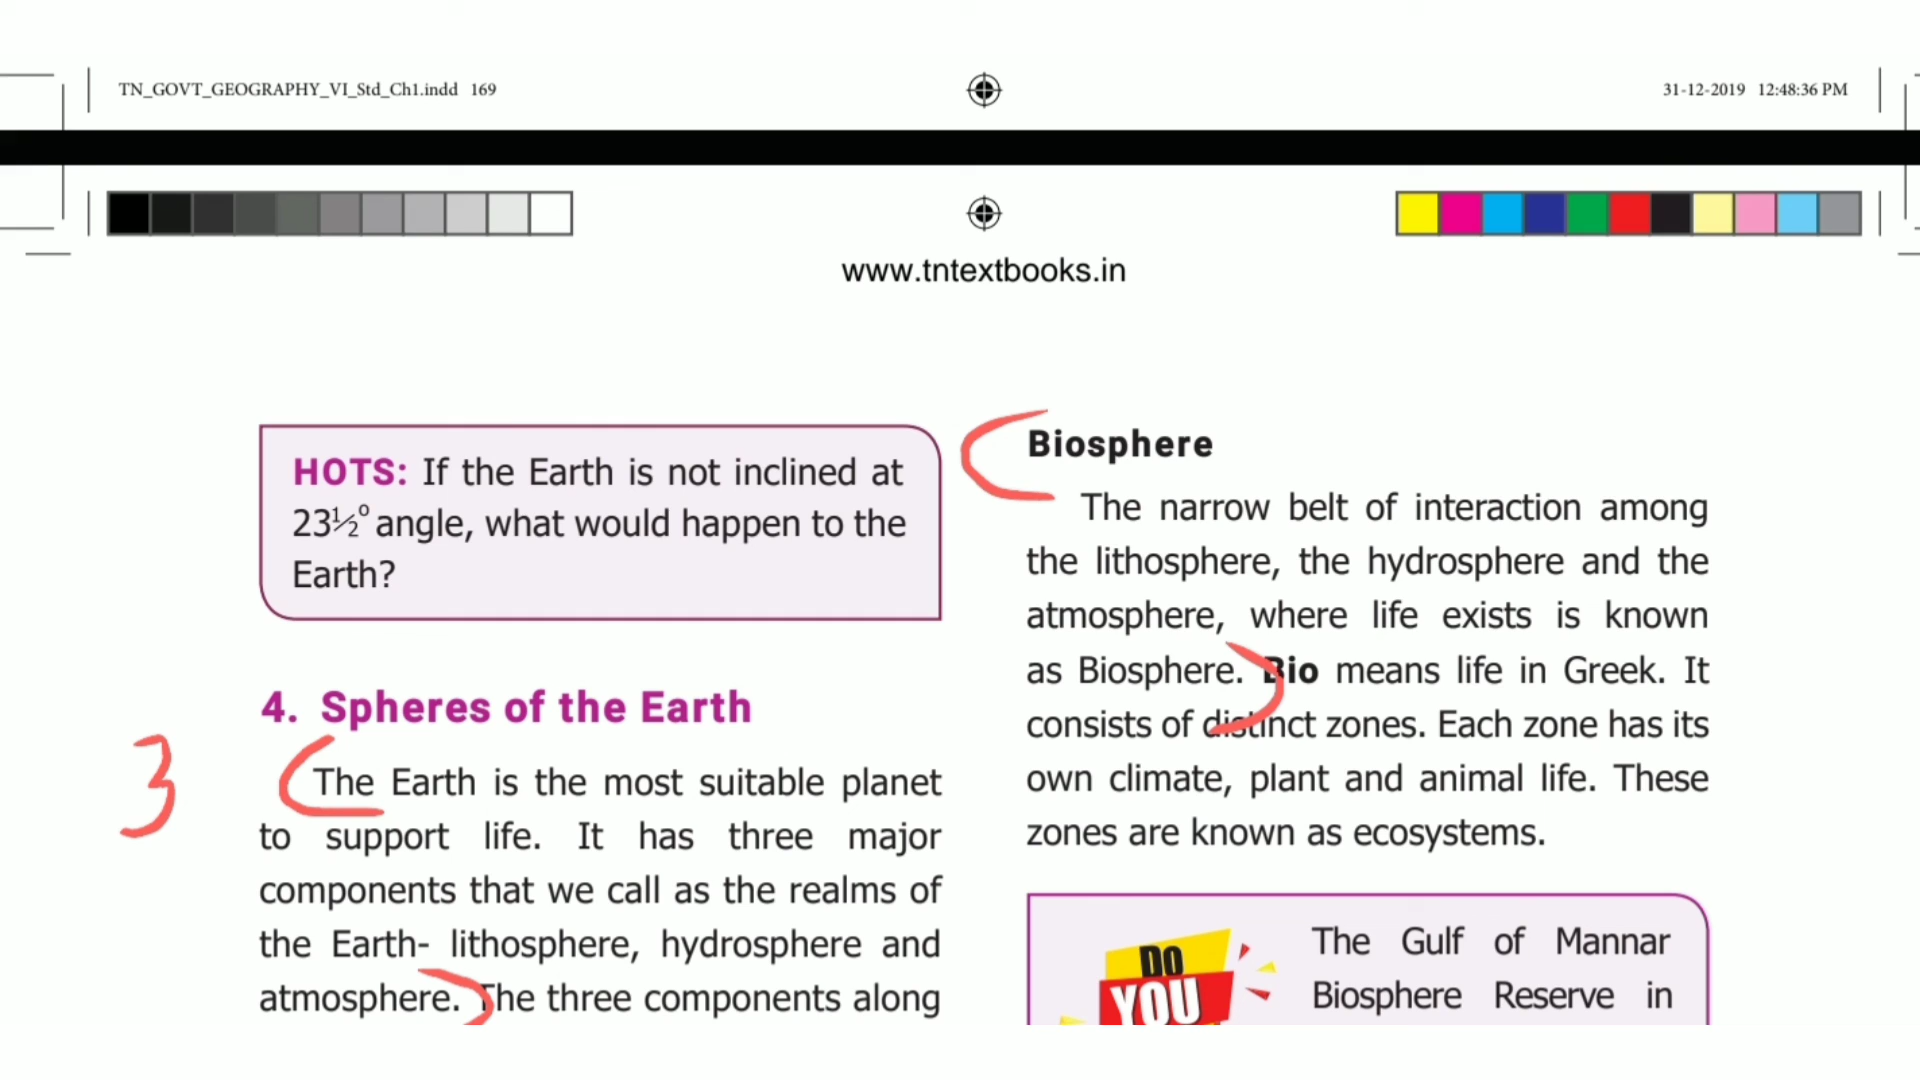 TN_GOVT_GEOGRAPHY_VI_Std_Ch1.indd 169
31-12-2019 12:48:36 PM
www.tntextbooks.in
HOTS: If the Earth is not inclined at
23½° angle, what would happen to the
Earth?
4. Spheres of the Earth
3
The Earth is the most suitable planet
to support life. It has three major
components that we call as the realms of
the Earth- lithosphere, hydrosphere and
atmosphere. The three components along
Biosphere
The narrow belt of interaction among
the lithosphere, the hydrosphere and the
atmosphere, where life exists is known
as Biosphere. Bio means life in Greek. It
consists of distinct zones. Each zone has its
own climate, plant and animal life. These
zones are known as ecosystems.
DO
YOU
The Gulf of Mannar
Biosphere Reserve in